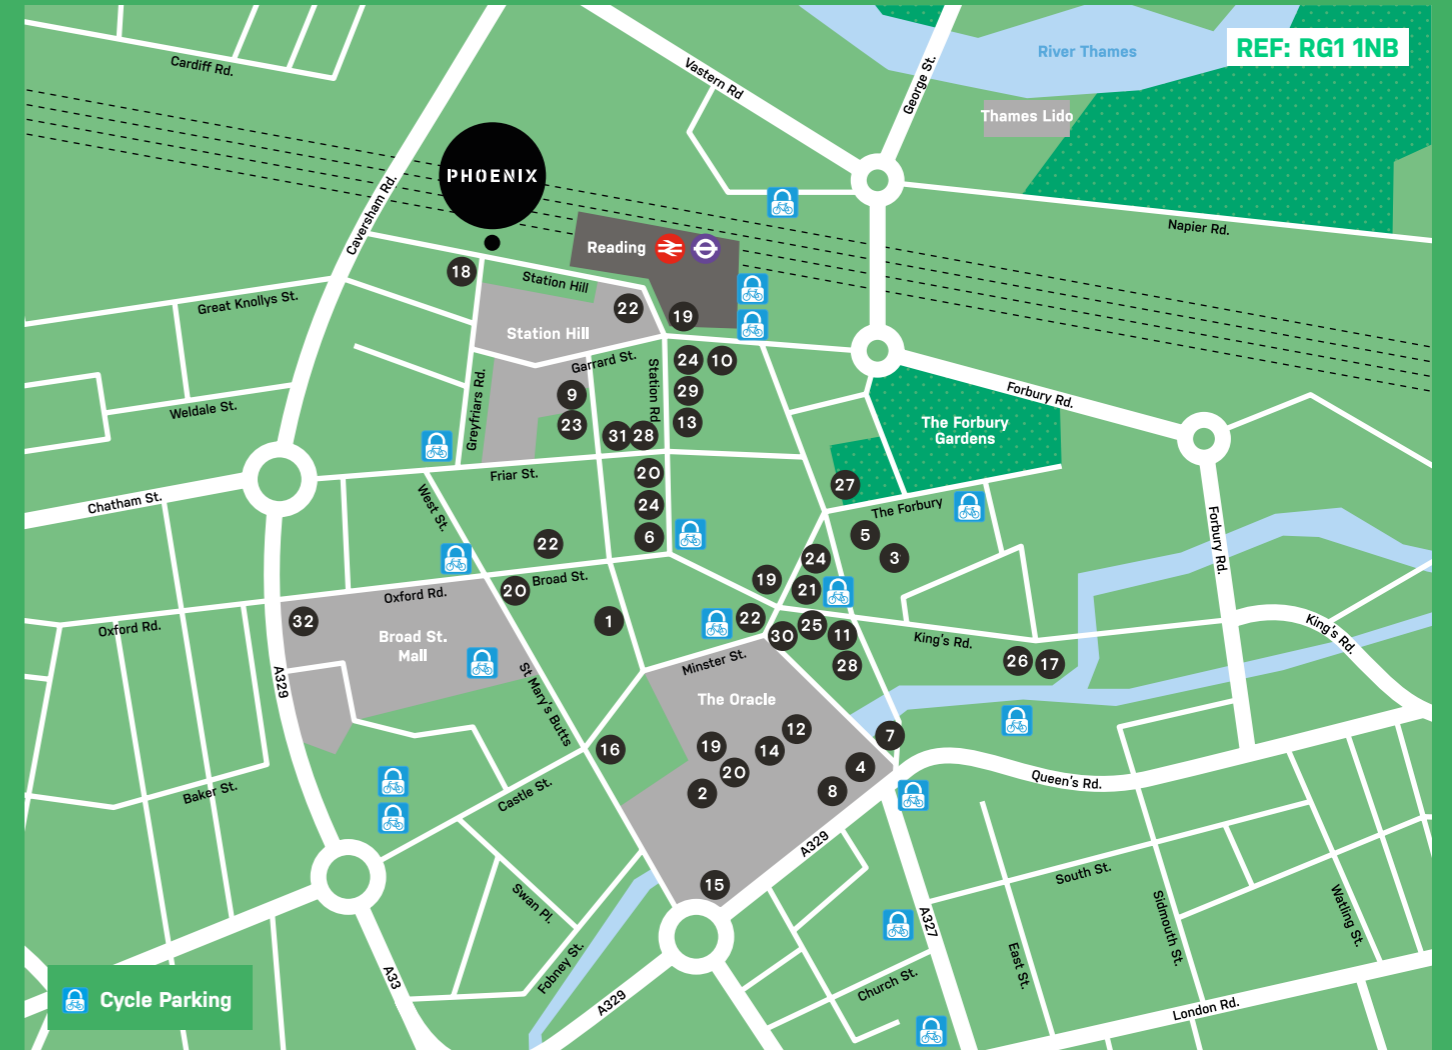 River Thames
REF: RG1 1NB
Cardiff Rd.
Vastern Rd
George St.
Thames Lido
PHOENIX
Caversham Rd.
Napier Rd.
Reading
18
Station Hill
Great Knollys St.
22
19
Station Hill
Garrard St.
Station Rd
24
10
Greyfriars Rd.
9
29
Forbury Rd.
Weldale St.
23
13
The Forbury
Gardens
31
28
Friar St.
20
27
Chatham St.
West St.
24
The Forbury
6
5
Forbury Rd.
22
3
24
19
Broad St.
20
21
Oxford Rd.
32
1
22
25
Oxford Rd.
Broad St.
Mall
30
11
King's Rd.
King's Rd.
28
26
17
Minster St.
A329
St Mary's Butts
The Oracle
16
19
12
7
14
20
4
2
8
Queen's Rd.
Baker St.
Castle St.
A329
15
South St.
Swan Pl.
A327
Sidmouth St.
Watling St.
Fobney St.
East St.
A33
Church St.
A329
London Rd.
Cycle Parking